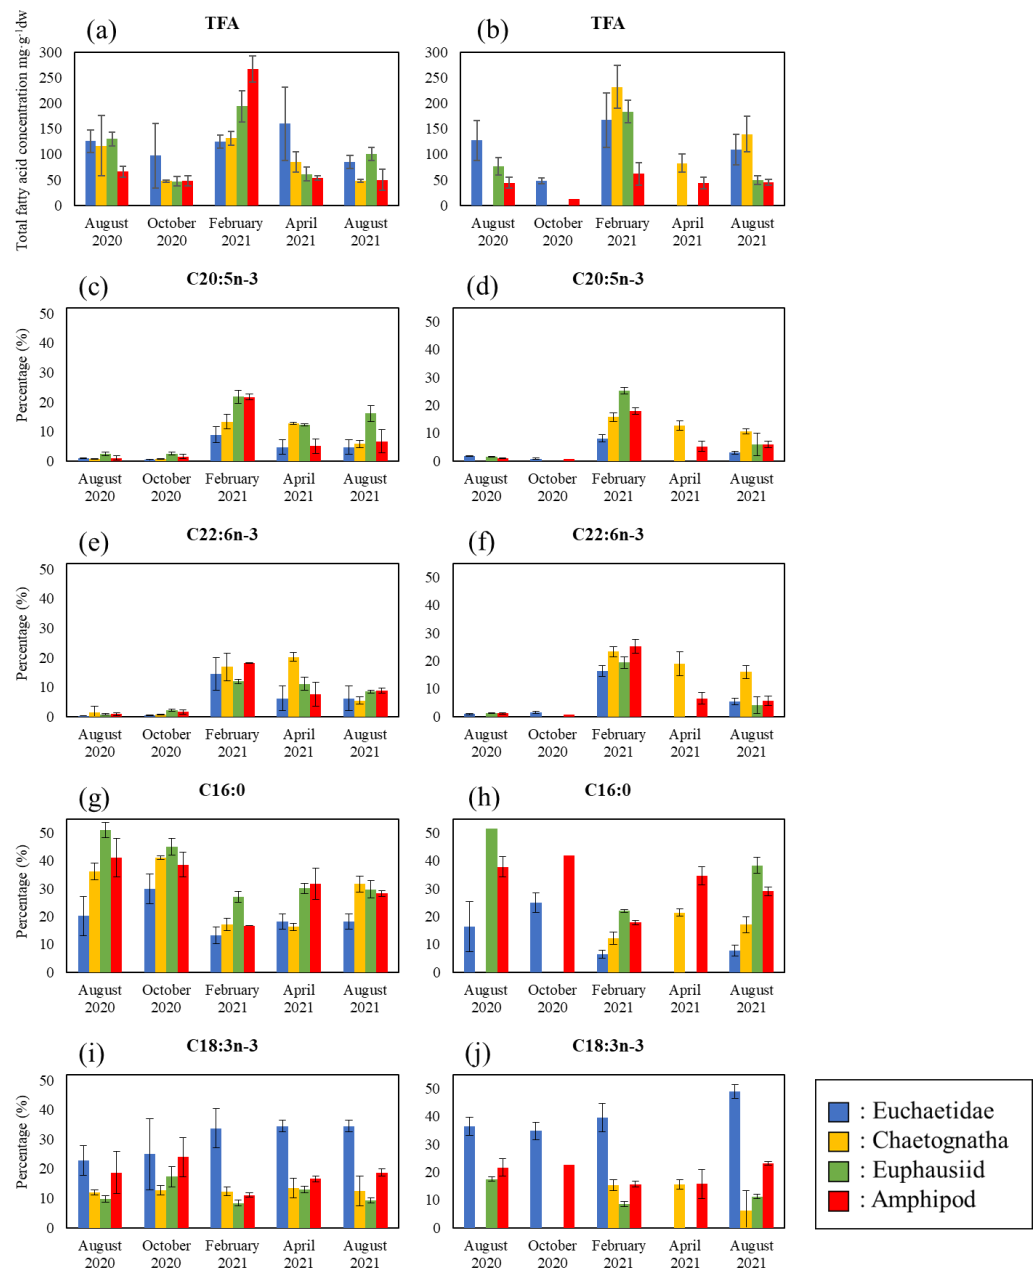 (a) TFA
Total fatty acid concentration mg·g⁻¹dw
300
250
200
150
100
50
0
August 2020
October 2020
February 2021
April 2021
August 2021
(b) TFA
300
250
200
150
100
50
0
August 2020
October 2020
February 2021
April 2021
August 2021
(c) C20:5n-3
Percentage (%)
50
40
30
20
10
0
August 2020
October 2020
February 2021
April 2021
August 2021
(d) C20:5n-3
50
40
30
20
10
0
August 2020
October 2020
February 2021
April 2021
August 2021
(e) C22:6n-3
Percentage (%)
50
40
30
20
10
0
August 2020
October 2020
February 2021
April 2021
August 2021
(f) C22:6n-3
50
40
30
20
10
0
August 2020
October 2020
February 2021
April 2021
August 2021
(g) C16:0
Percentage (%)
50
40
30
20
10
0
August 2020
October 2020
February 2021
April 2021
August 2021
(h) C16:0
50
40
30
20
10
0
August 2020
October 2020
February 2021
April 2021
August 2021
(i) C18:3n-3
Percentage (%)
50
40
30
20
10
0
August 2020
October 2020
February 2021
April 2021
August 2021
(j) C18:3n-3
50
40
30
20
10
0
August 2020
October 2020
February 2021
April 2021
August 2021
: Euchaetidae
: Chaetognatha
: Euphausiid
: Amphipod